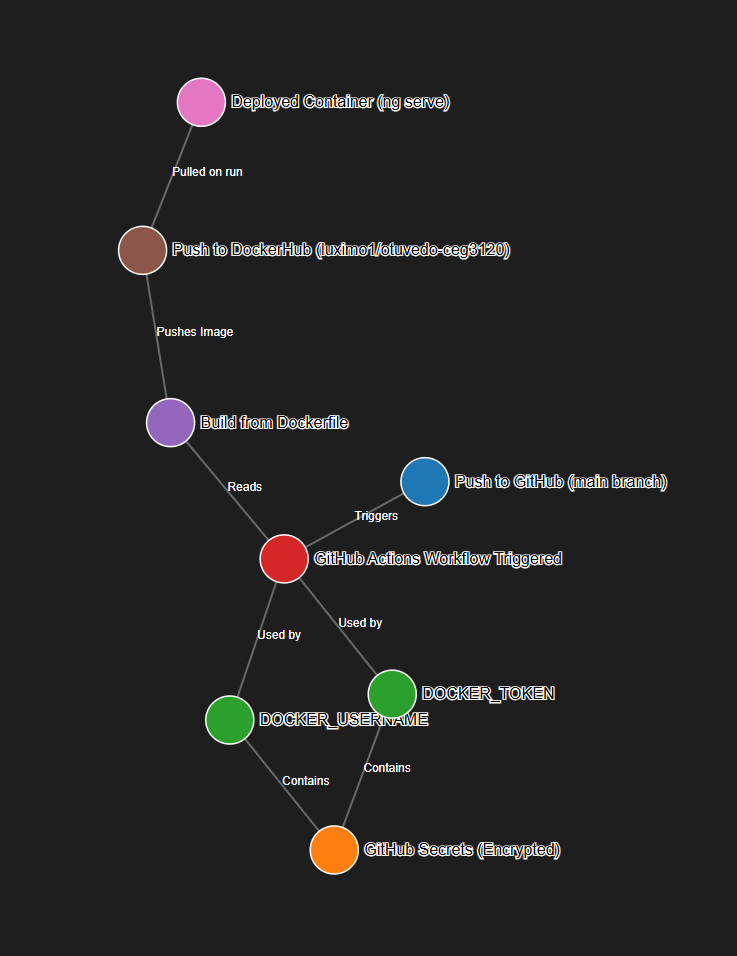 Deployed Container (ng serve)
Pulled on run
Push to DockerHub (luximo1/otuvedo-ceg3120)
Pushes Image
Build from Dockerfile
Push to GitHub (main branch)
Reads
Triggers
GitHub Actions Workflow Triggered
Used by
Used by
DOCKER_TOKEN
DOCKER_USERNAME
Contains
Contains
GitHub Secrets (Encrypted)